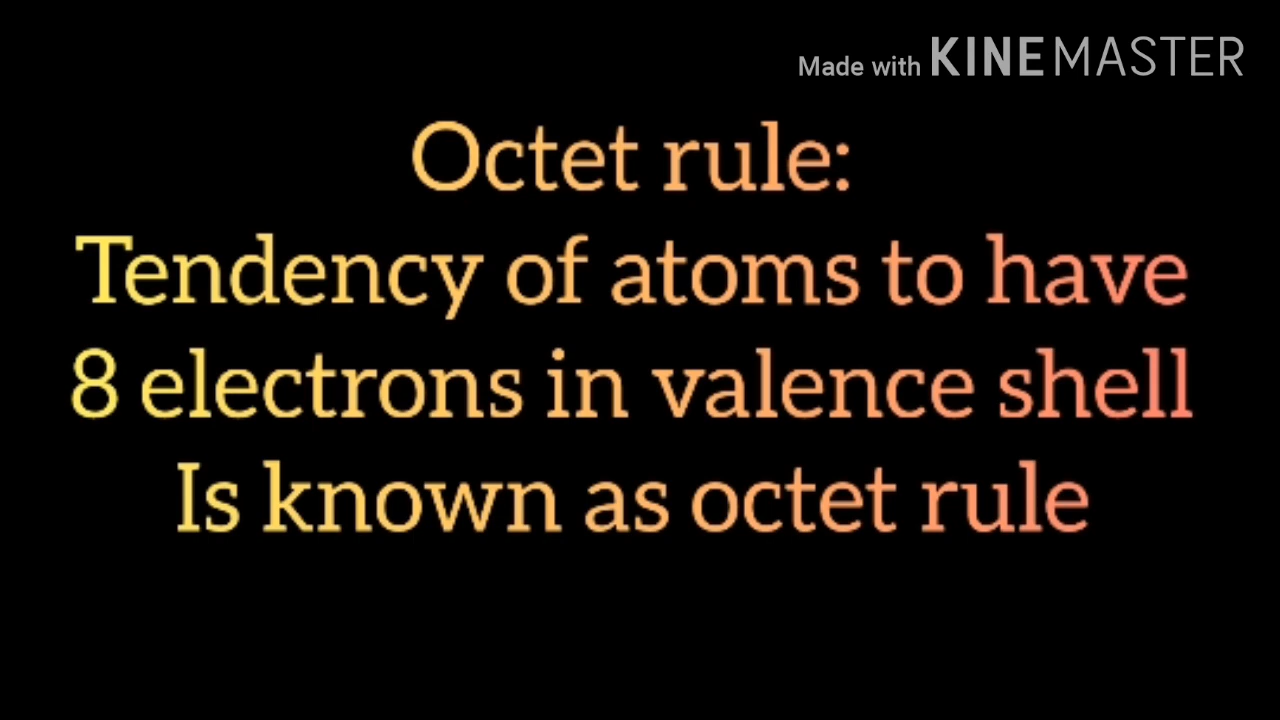 Made with KINEMASTER
Octet rule:
Tendency of atoms to have
8 electrons in valence shell
Is known as octet rule